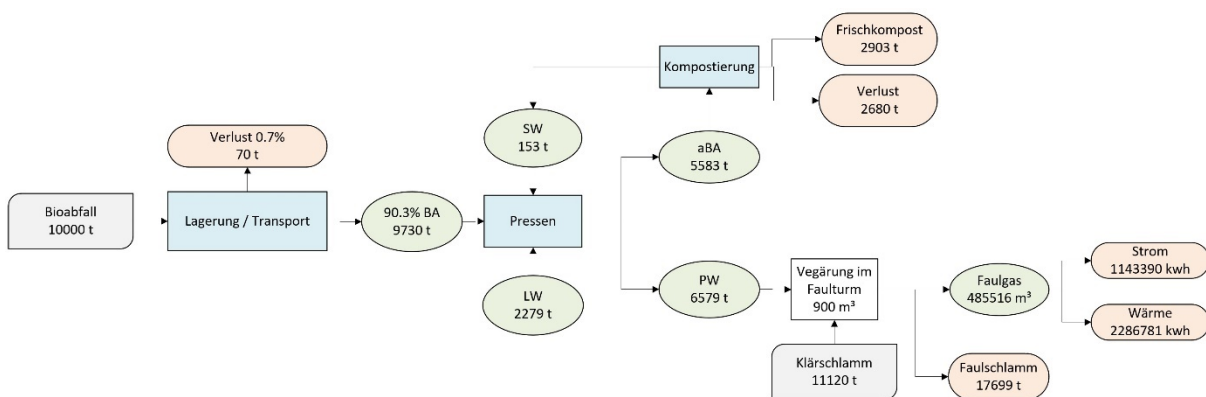 Bioabfall
10000 t
Verlust 0.7%
70 t
Lagerung / Transport
90.3% BA
9730 t
SW
153 t
Pressen
LW
2279 t
Kompostierung
Frischkompost
2903 t
Verlust
2680 t
aBA
5583 t
PW
6579 t
Vegärung im
Faulturm
900 m³
Klärschlamm
11120 t
Faulgas
485516 m³
Faulschlamm
17699 t
Strom
1143390 kwh
Wärme
2286781 kwh